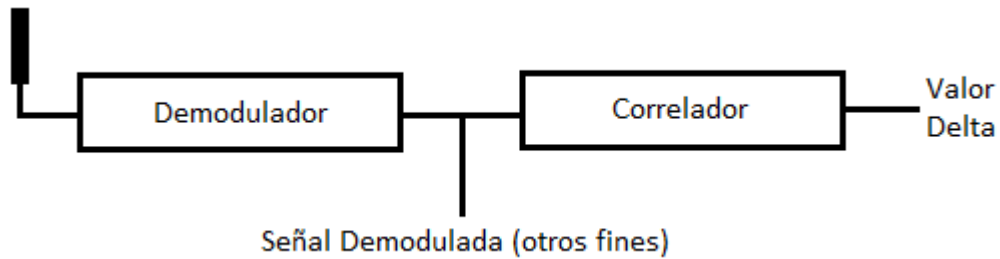 Demodulador
Correlador
Valor
Delta
Señal Demodulada (otros fines)